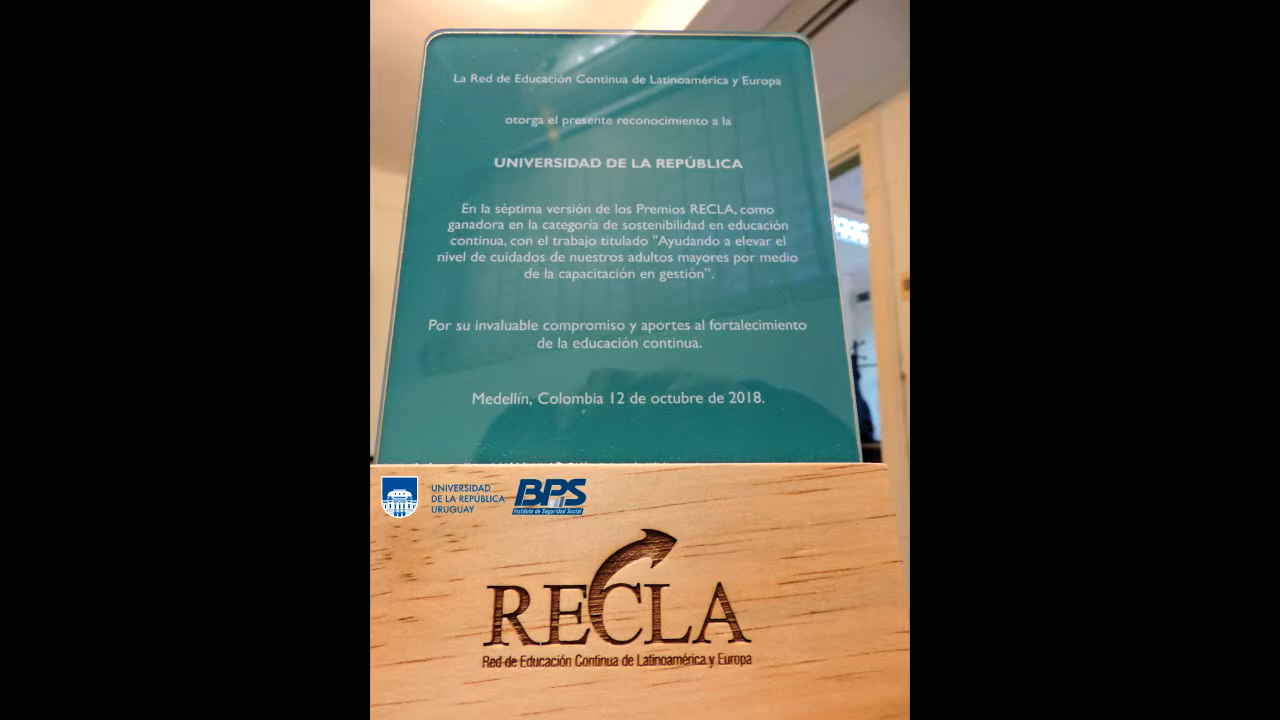 La Red de Educación Continua de Latinoamérica y Europa
otorga el presente reconocimiento a la
UNIVERSIDAD DE LA REPÚBLICA
En la séptima versión de los Premios RECLA, como
ganadora en la categoría de sostenibilidad en educación
continua, con el trabajo titulado "Ayudando a elevar el
nivel de cuidados de nuestros adultos mayores por medio
de la capacitación en gestión".
Por su invaluable compromiso y aportes al fortalecimiento
de la educación continua.
Medellín, Colombia 12 de octubre de 2018.
UNIVERSIDAD
DE LA REPÚBLICA
URUGUAY
BPS
Instituto de Seguridad Social
RECLA
Red de Educación Continua de Latinoamérica y Europa